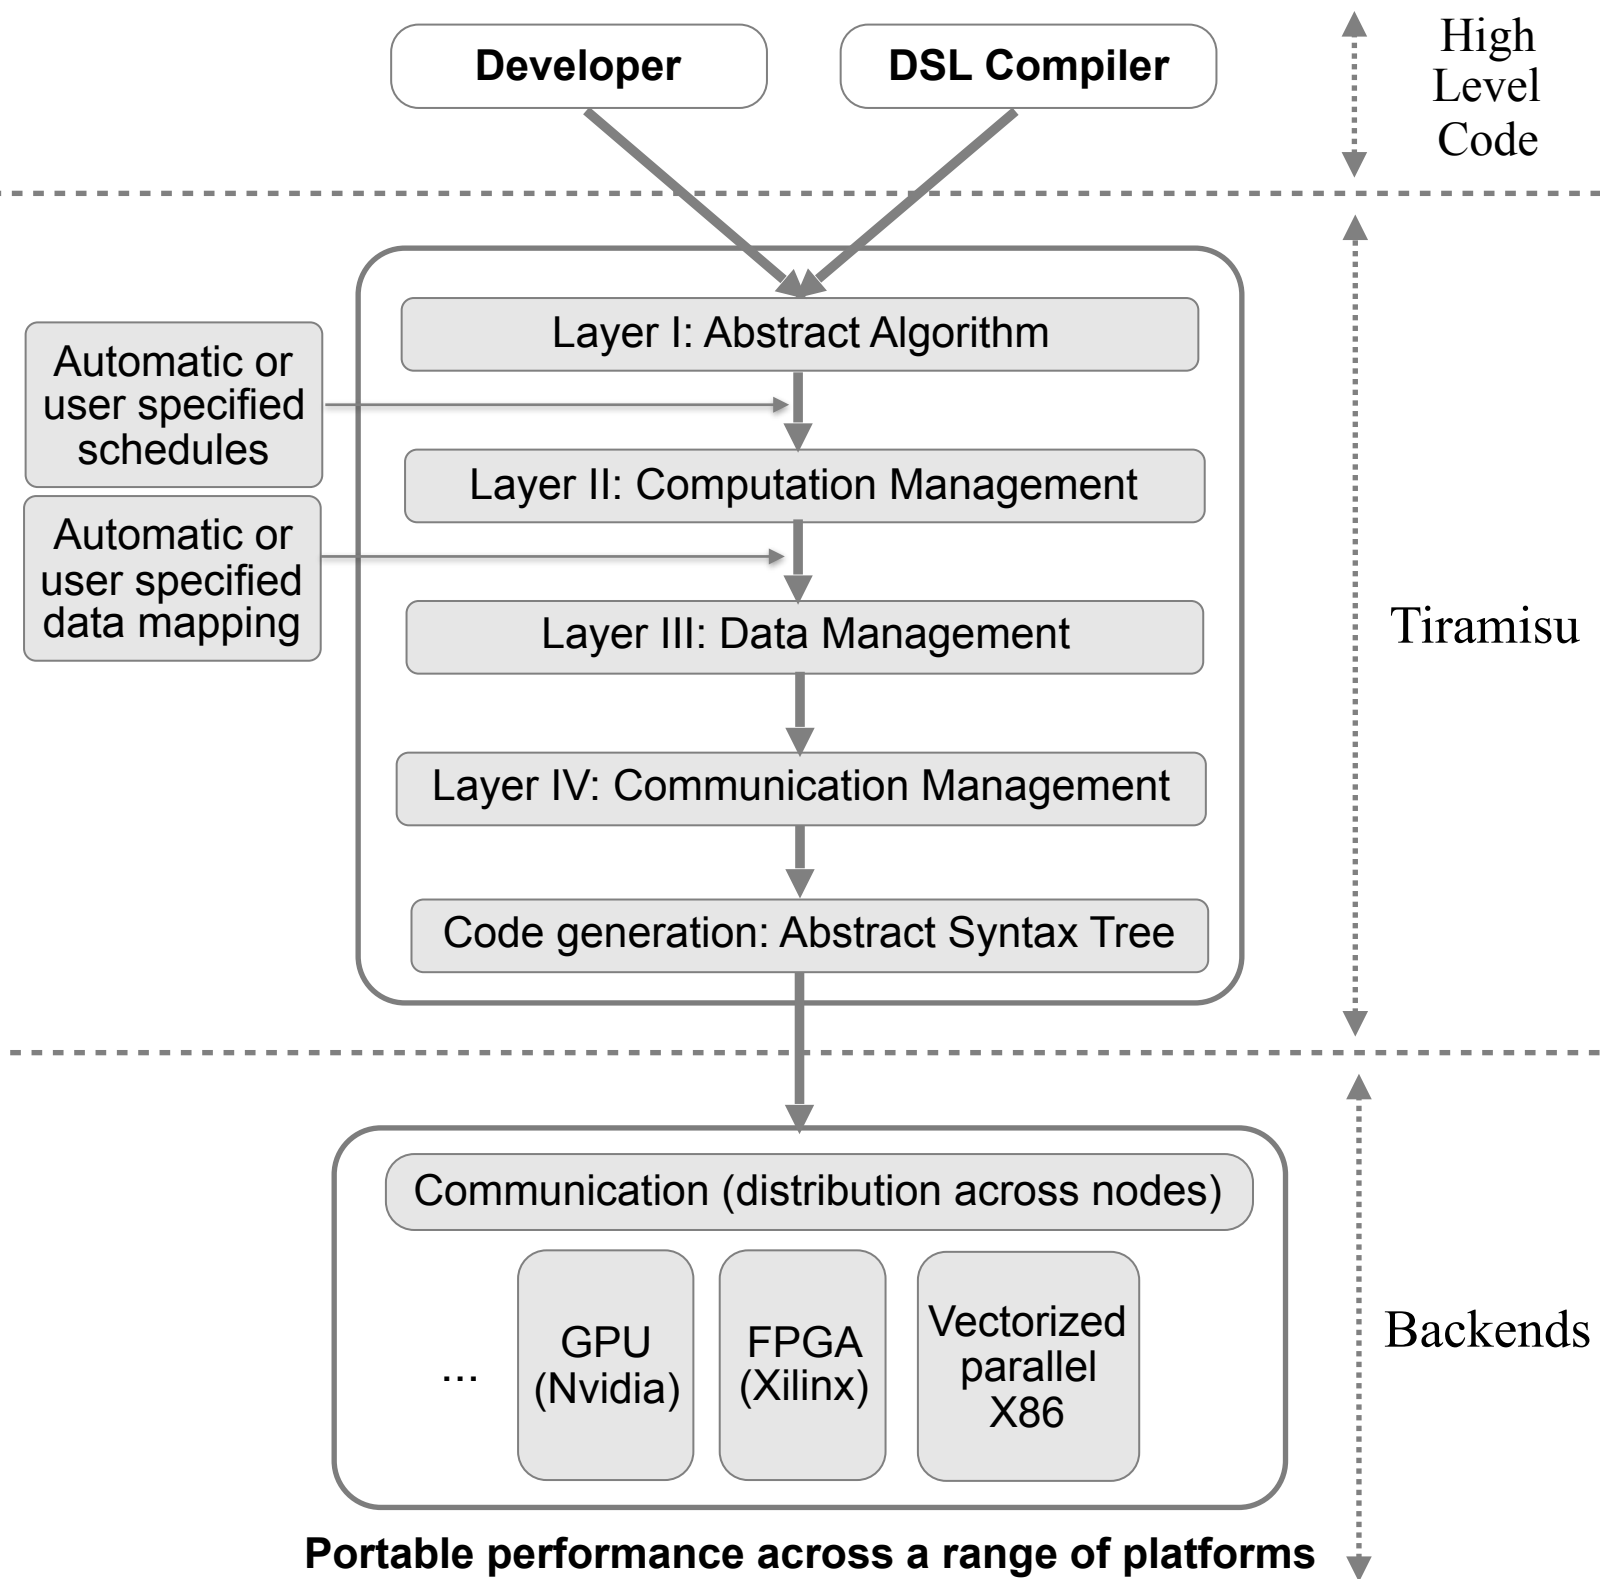 Developer
DSL Compiler
High
Level
Code
Layer I: Abstract Algorithm
Automatic or
user specified
schedules
Layer II: Computation Management
Automatic or
user specified
data mapping
Layer III: Data Management
Tiramisu
Layer IV: Communication Management
Code generation: Abstract Syntax Tree
Communication (distribution across nodes)
...
GPU
(Nvidia)
FPGA
(Xilinx)
Vectorized
parallel
X86
Backends
Portable performance across a range of platforms